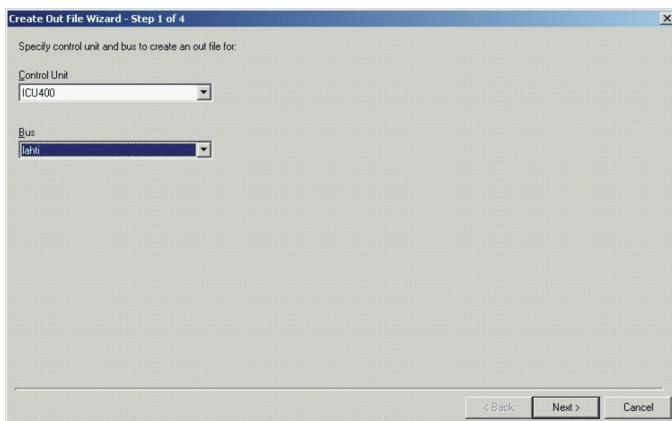 Create Out File Wizard - Step 1 of 4
Specify control unit and bus to create an out file for:
Control Unit
ICU400
Bus
lahti
< Back Next > Cancel